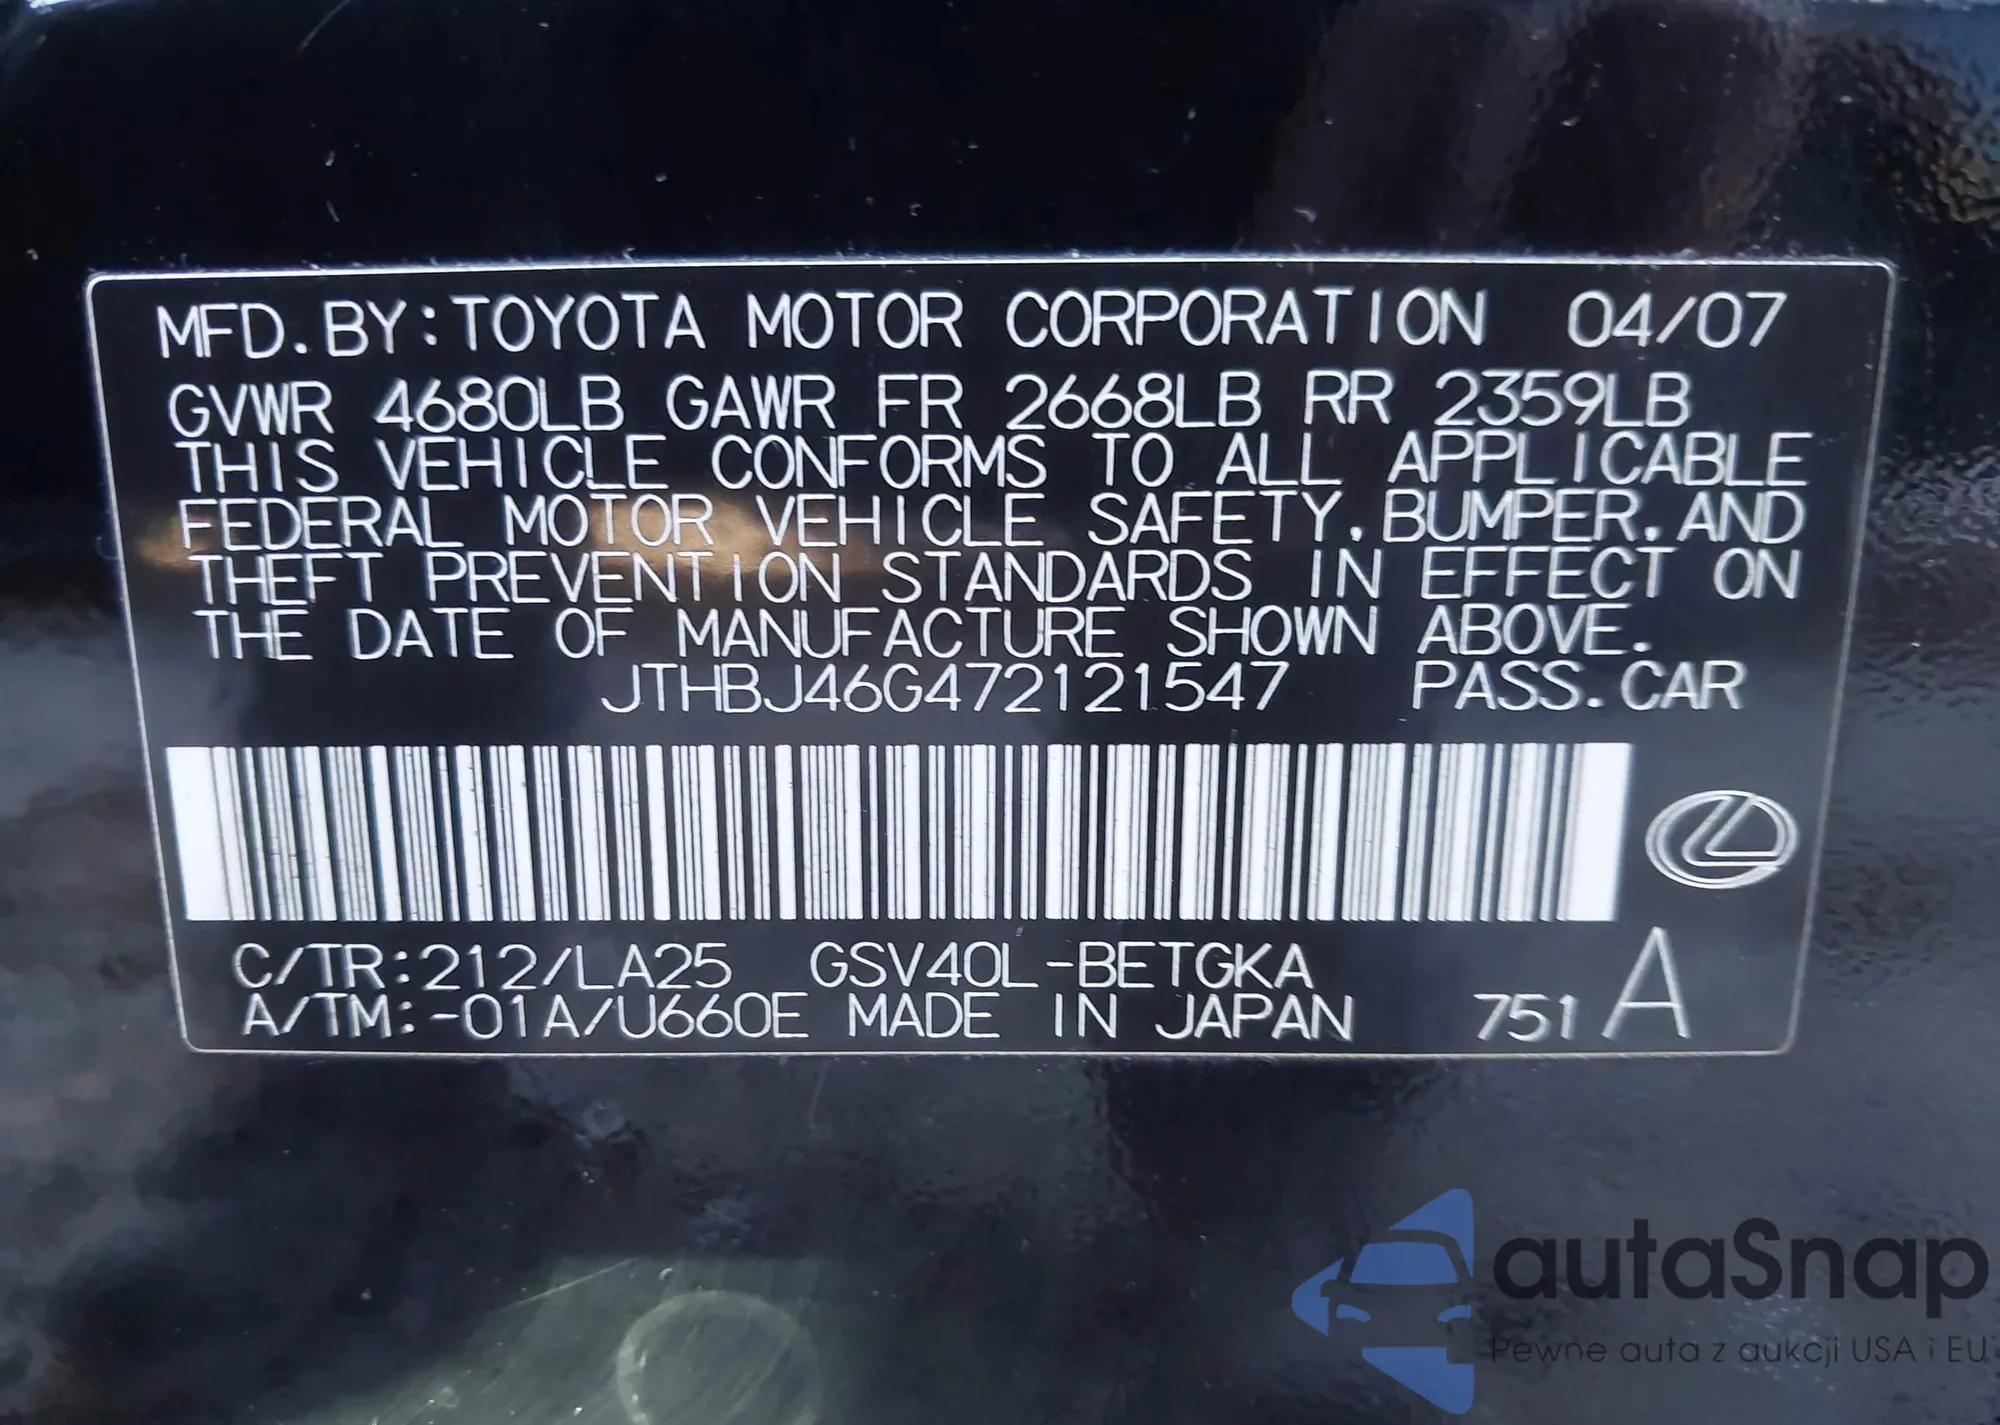 MFD. BY: TOYOTA MOTOR CORPORATION 04/07
GVWR 4680LB GAWR FR 2668LB RR 2359LB
THIS VEHICLE CONFORMS TO ALL APPLICABLE
FEDERAL MOTOR VEHICLE SAFETY, BUMPER, AND
THEFT PREVENTION STANDARDS IN EFFECT ON
THE DATE OF MANUFACTURE SHOWN ABOVE.
JTHBJ46G472121547 PASS. CAR
C/TR:212/LA25 GSV40L-BETGKA
A/TM:-01A/U660E MADE IN JAPAN 751 A
autaSnap
Pewne auta z aukcji USA i EU